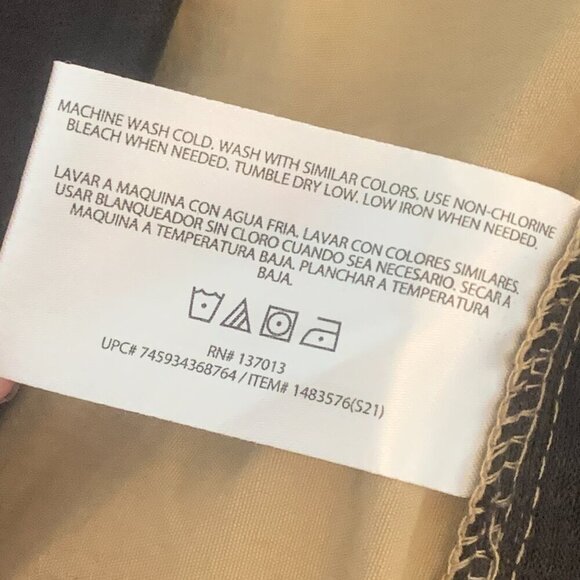 MACHINE WASH COLD. WASH WITH SIMILAR COLORS. USE NON-CHLORINE
BLEACH WHEN NEEDED. TUMBLE DRY LOW. LOW IRON WHEN NEEDED.
LAVAR A MAQUINA CON AGUA FRIA. LAVAR CON COLORES SIMILARES.
USAR BLANQUEADOR SIN CLORO CUANDO SEA NECESARIO. SECAR A
MAQUINA A TEMPERATURA BAJA. PLANCHAR A TEMPERATURA
BAJA.
RN# 137013
UPC# 745934368764 / ITEM# 1483576(S21)